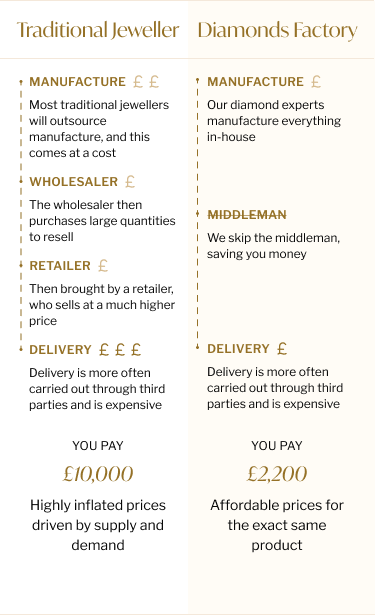 Traditional Jeweller
MANUFACTURE £ £
Most traditional jewellers
will outsource
manufacture, and this
comes at a cost
WHOLESALER £
The wholesaler then
purchases large quantities
to resell
RETAILER £
Then brought by a retailer,
who sells at a much higher
price
DELIVERY £ £ £
Delivery is more often
carried out through third
parties and is expensive
YOU PAY
£10,000
Highly inflated prices
driven by supply and
demand
Diamonds Factory
MANUFACTURE £
Our diamond experts
manufacture everything
in-house
MIDDLEMAN
We skip the middleman,
saving you money
DELIVERY £
Delivery is more often
carried out through third
parties and is expensive
YOU PAY
£2,200
Affordable prices for
the exact same
product